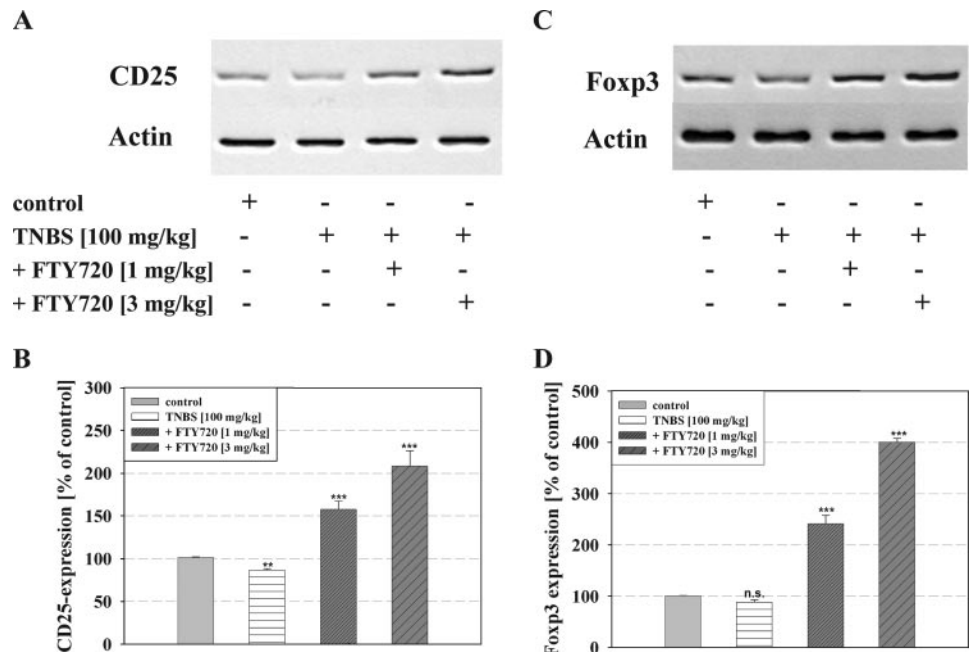 A
CD25
Actin
control + - - -
TNBS [100 mg/kg] - + + +
+ FTY720 [1 mg/kg] - - + -
+ FTY720 [3 mg/kg] - - - +
C
Foxp3
Actin
+ - - -
- + + +
- - + -
- - - +
B
CD25-expression [% of control]
300
250
200
150
100
50
0
control
TNBS [100 mg/kg]
+ FTY720 [1 mg/kg]
+ FTY720 [3 mg/kg]
**
***
***
D
Foxp3 expression [% of control]
500
400
300
200
100
0
control
TNBS [100 mg/kg]
+ FTY720 [1 mg/kg]
+ FTY720 [3 mg/kg]
n.s.
***
***